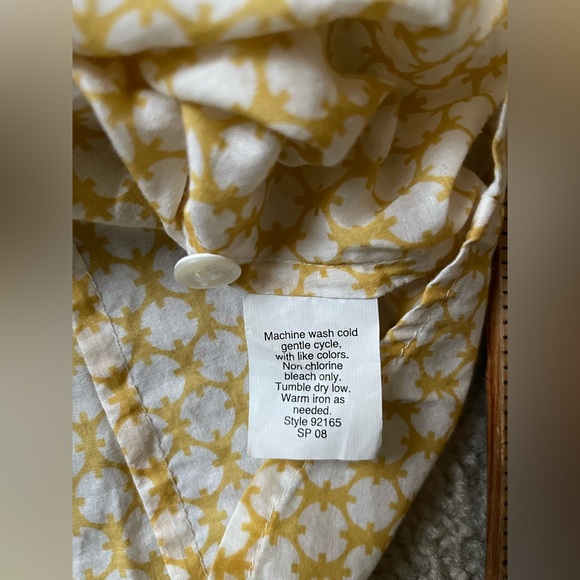 Machine wash cold
gentle cycle,
with like colors.
Non chlorine
bleach only.
Tumble dry low.
Warm iron as
needed.
Style 92165
SP 08